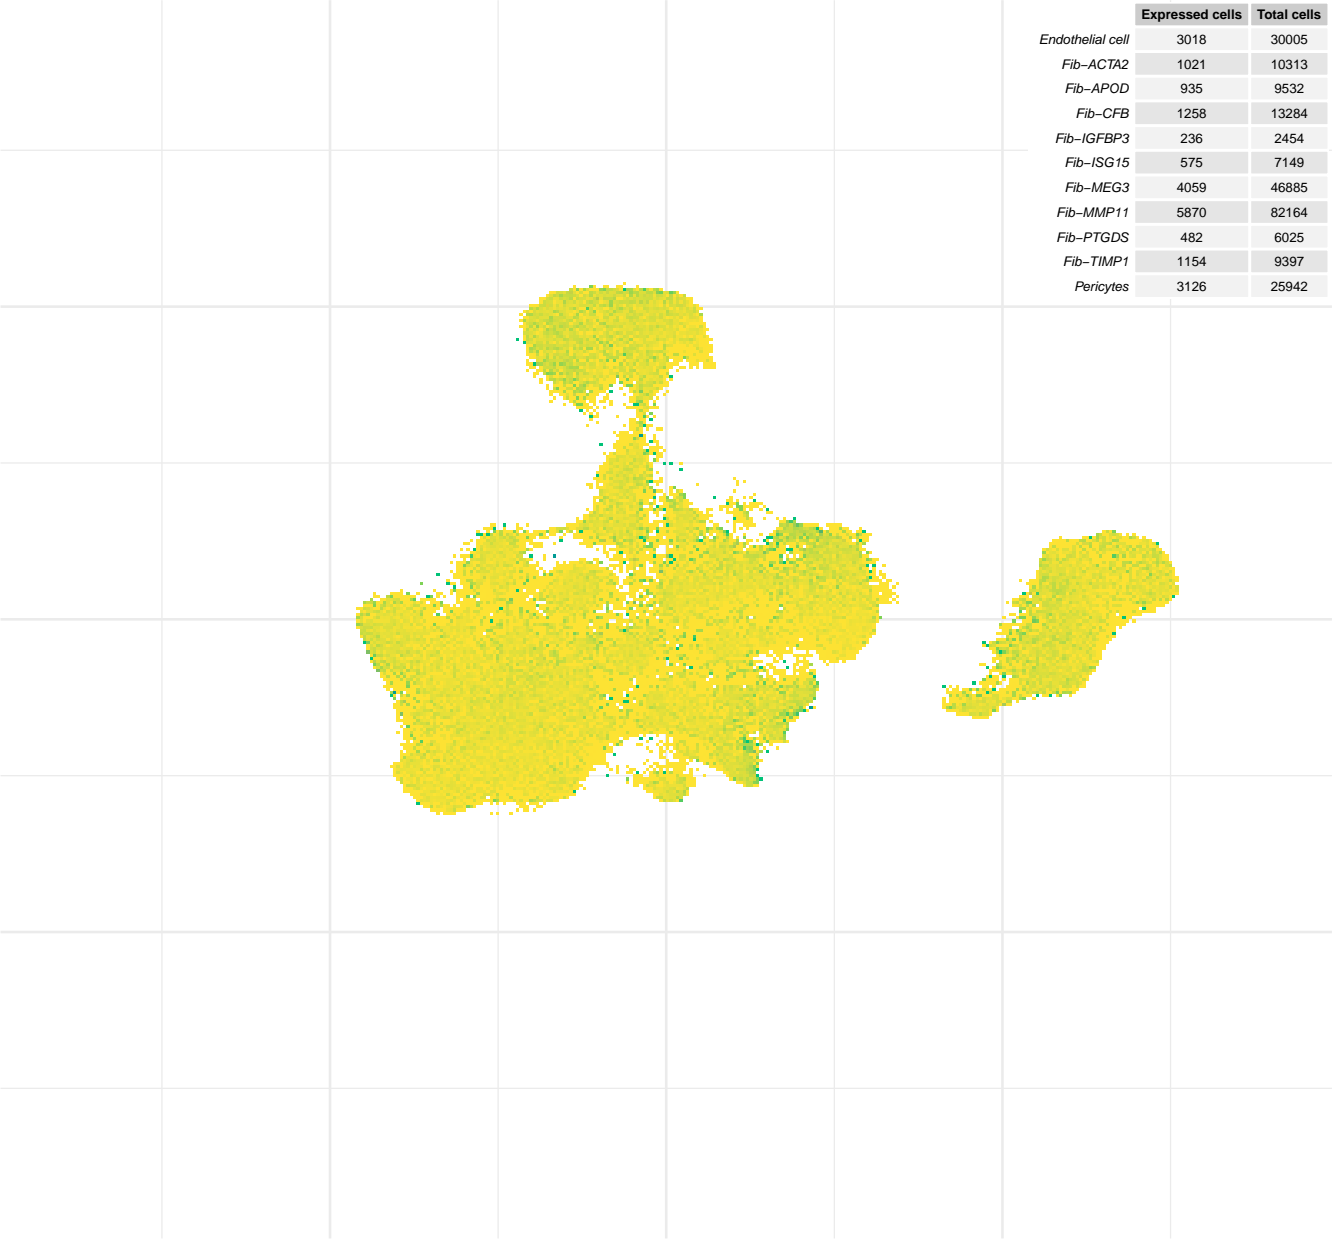 Expressed cells Total cells
Endothelial cell 3018 30005
Fib−ACTA2 1021 10313
Fib−APOD 935 9532
Fib−CFB 1258 13284
Fib−IGFBP3 236 2454
Fib−ISG15 575 7149
Fib−MEG3 4059 46885
Fib−MMP11 5870 82164
Fib−PTGDS 482 6025
Fib−TIMP1 1154 9397
Pericytes 3126 25942